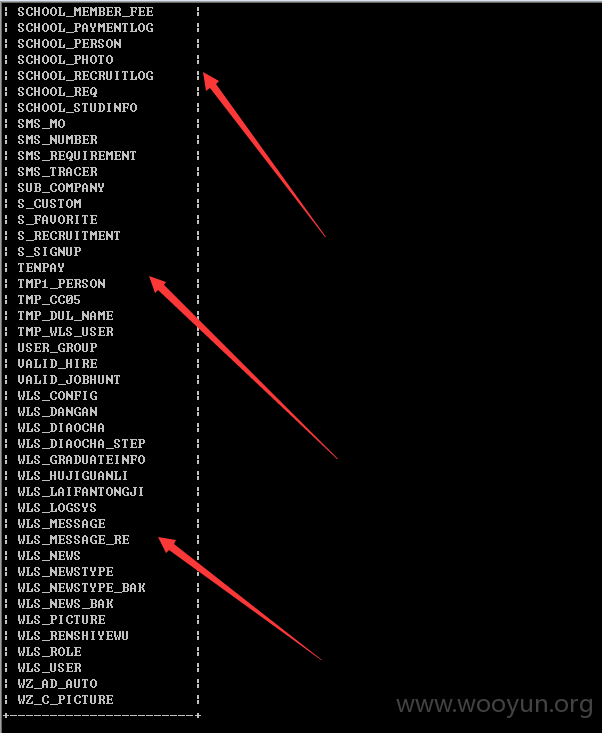 SCHOOL_MEMBER_FEE
SCHOOL_PAYMENTLOG
SCHOOL_PERSON
SCHOOL_PHOTO
SCHOOL_RECRUITLOG
SCHOOL_REQ
SCHOOL_STUDINFO
SMS_MO
SMS_NUMBER
SMS_REQUIREMENT
SMS_TRACER
SUB_COMPANY
S_CUSTOM
S_FAVORITE
S_RECRUITMENT
S_SIGNUP
TENPAY
TMP1_PERSON
TMP_CC05
TMP_DUL_NAME
TMP_WLS_USER
USER_GROUP
VALID_HIRE
VALID_JOBHUNT
WLS_CONFIG
WLS_DANGAN
WLS_DIAOCHA
WLS_DIAOCHA_STEP
WLS_GRADUATEINFO
WLS_HUJIGUANLI
WLS_LAIFANTONGJI
WLS_LOGSYS
WLS_MESSAGE
WLS_MESSAGE_RE
WLS_NEWS
WLS_NEWSTYPE
WLS_NEWSTYPE_BAK
WLS_NEWS_BAK
WLS_PICTURE
WLS_RENSHIYEWU
WLS_ROLE
WLS_USER
WZ_AD_AUTO
WZ_C_PICTURE
www.wooyun.org